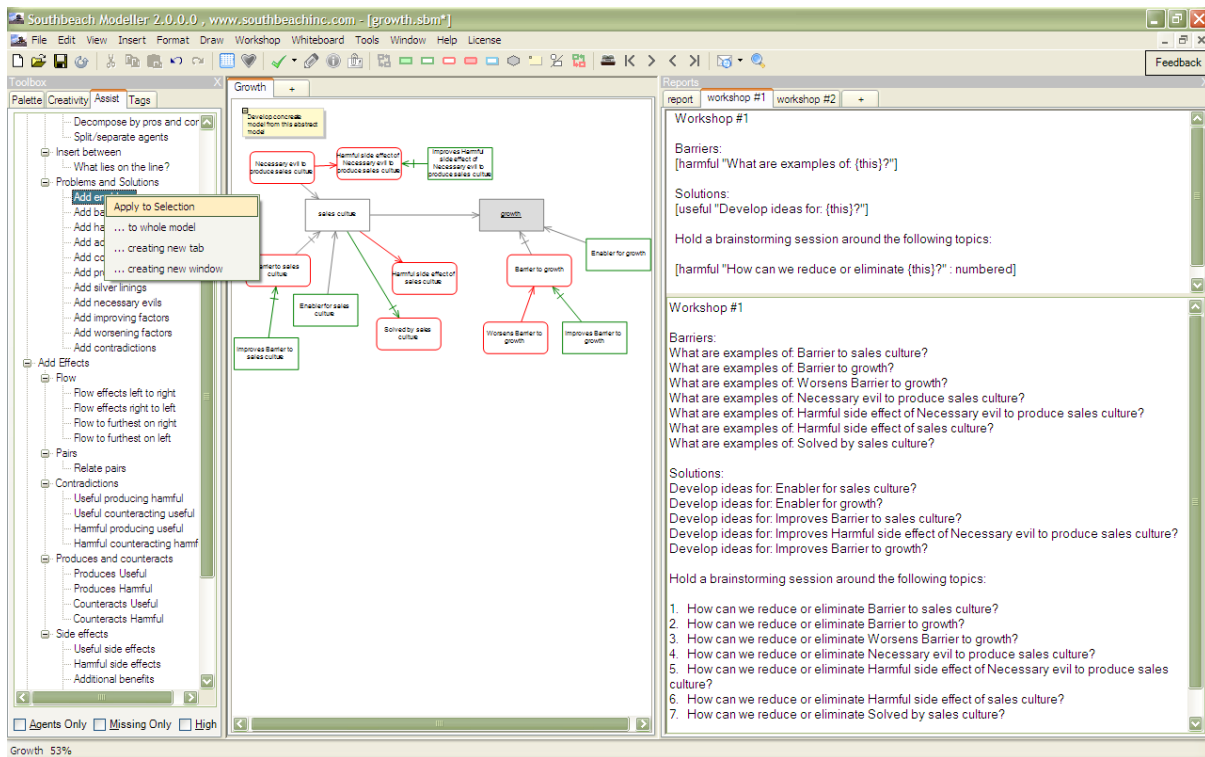 Southbeach Modeller 2.0.0.0 , www.southbeachinc.com - [growth.sbm*]
File Edit View Insert Format Draw Workshop Whiteboard Tools Window Help License
Feedback
Toolbox X
Palette Creativity Assist Tags
Decompose by pros and cor
Split/separate agents
Insert between
What lies on the line?
Problems and Solutions
Add
Add
Add
Add
Add
Add
Add silver linings
Add necessary evils
Add improving factors
Add worsening factors
Add contradictions
Add Effects
Flow
Flow effects left to right
Flow effects right to left
Flow to furthest on right
Flow to furthest on left
Pairs
Relate pairs
Contradictions
Useful producing harmful
Useful counteracting useful
Harmful producing useful
Harmful counteracting harmf
Produces and counteracts
Produces Useful
Produces Harmful
Counteracts Useful
Counteracts Harmful
Side effects
Useful side effects
Harmful side effects
Additional benefits
Agents Only Missing Only High
Apply to Selection
... to whole model
... creating new tab
... creating new window
Growth +
Develop concreate
model from this abstract
model
Necessary evil to
produce sales culture
Harmful side effect of
Necessary evil to
produce sales culture
Improves Harmful
side effect of
Necessary evil to
produce sales culture
sales culture
growth
Enabler for growth
Barrier to sales
culture
Harmful side effect of
sales culture
Barrier to growth
Enabler for sales
culture
Solved by sales
culture
Worsens Barrier to
growth
Improves Barrier to
growth
Improves Barrier to
sales culture
Reports
report workshop #1 workshop #2 +
Workshop #1
Barriers:
[harmful "What are examples of: {this}?"]
Solutions:
[useful "Develop ideas for: {this}?"]
Hold a brainstorming session around the following topics:
[harmful "How can we reduce or eliminate {this}?" : numbered]
Workshop #1
Barriers:
What are examples of: Barrier to sales culture?
What are examples of: Barrier to growth?
What are examples of: Worsens Barrier to growth?
What are examples of: Necessary evil to produce sales culture?
What are examples of: Harmful side effect of Necessary evil to produce sales culture?
What are examples of: Harmful side effect of sales culture?
What are examples of: Solved by sales culture?
Solutions:
Develop ideas for: Enabler for sales culture?
Develop ideas for: Enabler for growth?
Develop ideas for: Improves Barrier to sales culture?
Develop ideas for: Improves Harmful side effect of Necessary evil to produce sales culture?
Develop ideas for: Improves Barrier to growth?
Hold a brainstorming session around the following topics:
1. How can we reduce or eliminate Barrier to sales culture?
2. How can we reduce or eliminate Barrier to growth?
3. How can we reduce or eliminate Worsens Barrier to growth?
4. How can we reduce or eliminate Necessary evil to produce sales culture?
5. How can we reduce or eliminate Harmful side effect of Necessary evil to produce sales
culture?
6. How can we reduce or eliminate Harmful side effect of sales culture?
7. How can we reduce or eliminate Solved by sales culture?
Growth 53%